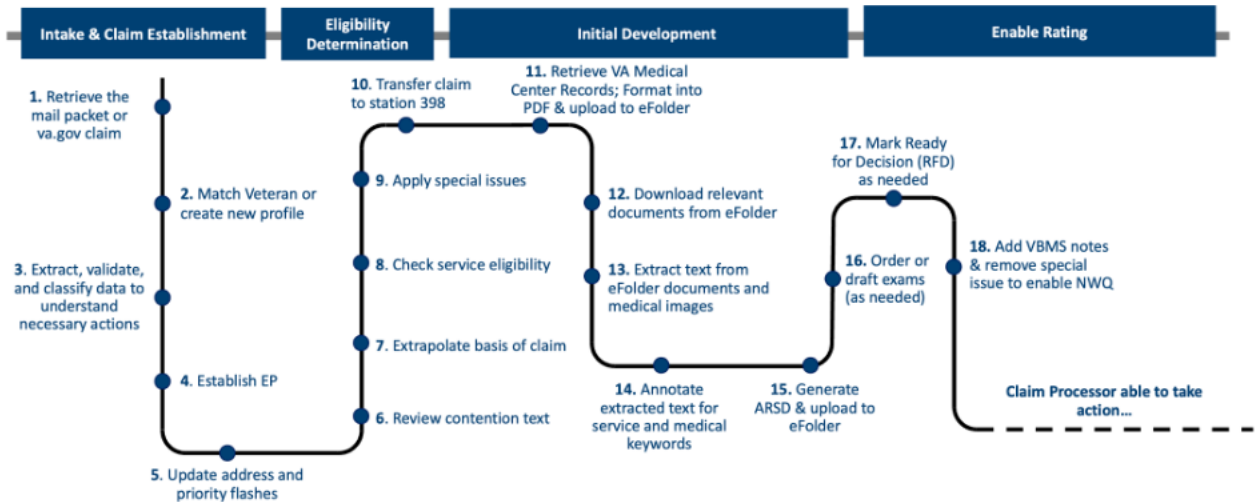 Intake & Claim Establishment
Eligibility
Determination
Initial Development
Enable Rating
1. Retrieve the
mail packet or
va.gov claim
2. Match Veteran or
create new profile
3. Extract, validate,
and classify data to
understand
necessary actions
4. Establish EP
5. Update address and
priority flashes
6. Review contention text
7. Extrapolate basis of claim
8. Check service eligibility
9. Apply special issues
10. Transfer claim
to station 398
11. Retrieve VA Medical
Center Records; Format into
PDF & upload to eFolder
12. Download relevant
documents from eFolder
13. Extract text from
eFolder documents and
medical images
14. Annotate
extracted text for
service and medical
keywords
15. Generate
ARSD & upload to
eFolder
16. Order or
draft exams
(as needed)
17. Mark Ready
for Decision (RFD)
as needed
18. Add VBMS notes
& remove special
issue to enable NWQ
Claim Processor able to take
action...